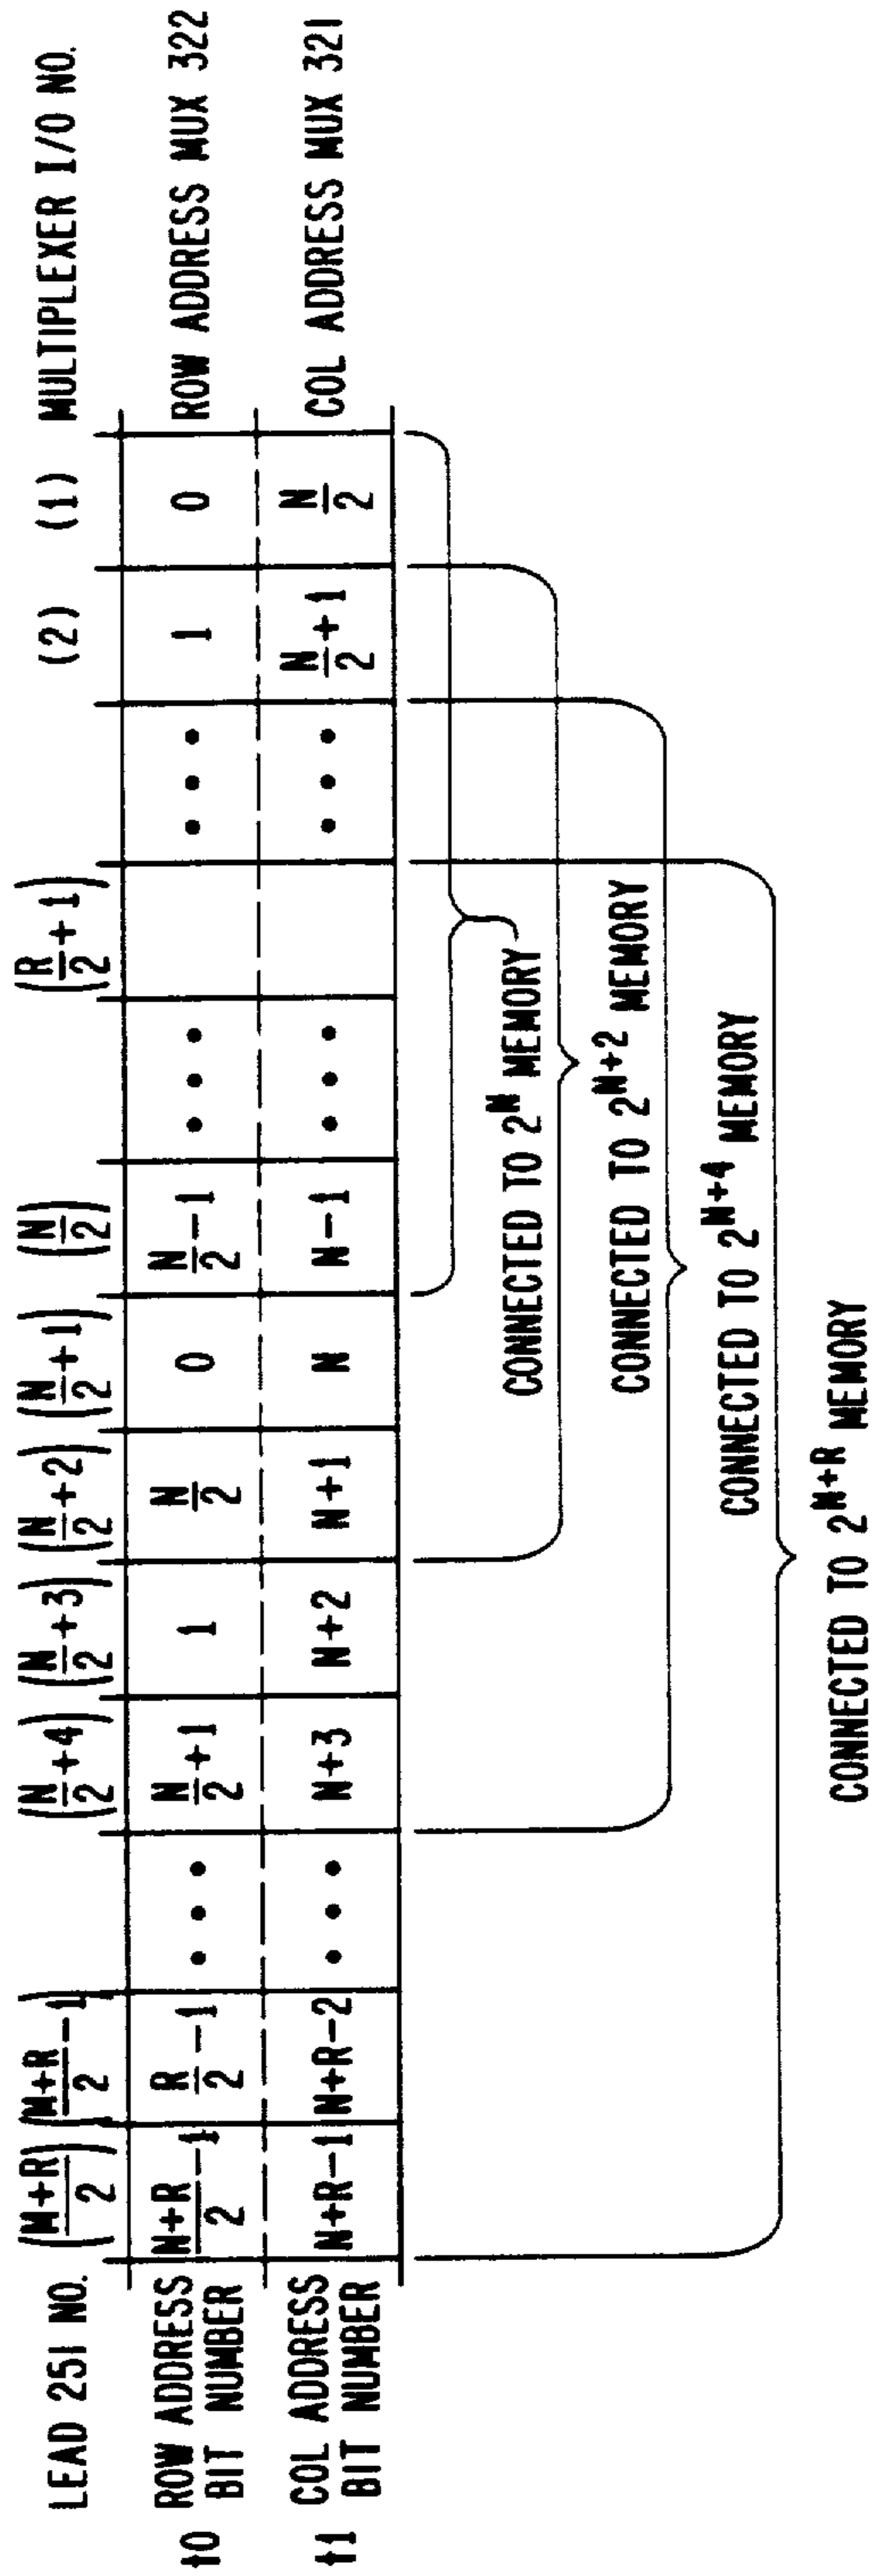 LEAD 251 NO. ((M+R)/2) ((M+R)/2 -1) (N/2 +4) (N/2 +3) (N/2 +2) (N/2 +1) (N/2) (R/2 +1) (2) (1) MULTIPLEXER I/O NO.
t0 ROW ADDRESS BIT NUMBER (N+R)/2 -1 R/2 -1 • • • N/2 +1 1 N/2 0 N/2 -1 • • • • • • 1 0 ROW ADDRESS MUX 322
t1 COL ADDRESS BIT NUMBER N+R-1 N+R-2 • • • N+3 N+2 N+1 N N-1 • • • • • • N/2 +1 N/2 COL ADDRESS MUX 321
CONNECTED TO 2^N MEMORY
CONNECTED TO 2^N+2 MEMORY
CONNECTED TO 2^N+4 MEMORY
CONNECTED TO 2^N+R MEMORY